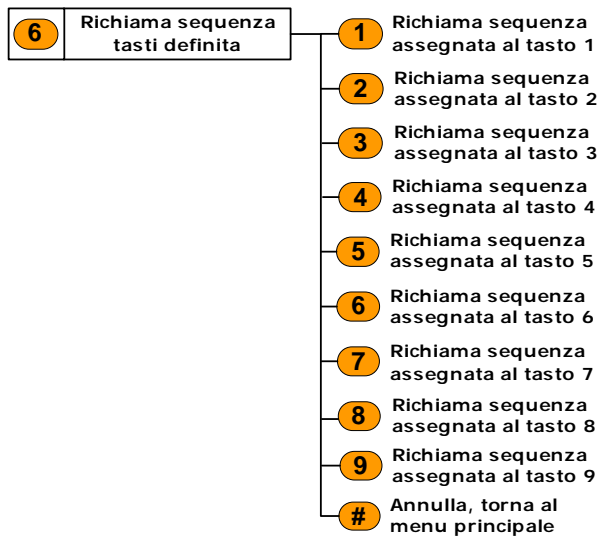 6 Richiama sequenza
tasti definita
1 Richiama sequenza
assegnata al tasto 1
2 Richiama sequenza
assegnata al tasto 2
3 Richiama sequenza
assegnata al tasto 3
4 Richiama sequenza
assegnata al tasto 4
5 Richiama sequenza
assegnata al tasto 5
6 Richiama sequenza
assegnata al tasto 6
7 Richiama sequenza
assegnata al tasto 7
8 Richiama sequenza
assegnata al tasto 8
9 Richiama sequenza
assegnata al tasto 9
# Annulla, torna al
menu principale